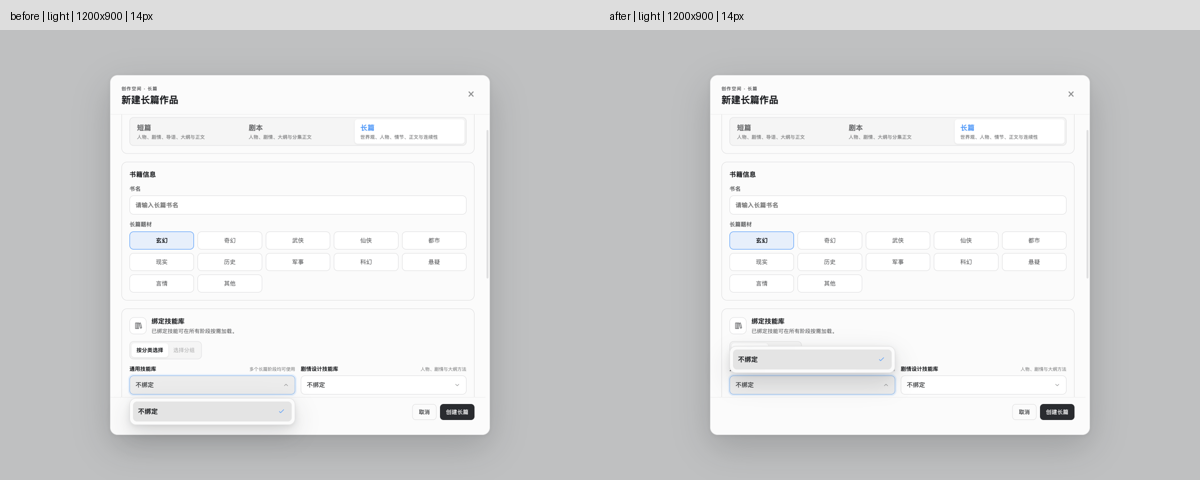 before | light | 1200x900 | 14px
创作空间 · 长篇
新建长篇作品
短篇
人物、剧情、导语、大纲与正文
剧本
人物、剧情、大纲与分集正文
长篇
世界观、人物、情节、正文与连续性
书籍信息
书名
请输入长篇书名
长篇题材
玄幻 奇幻 武侠 仙侠 都市
现实 历史 军事 科幻 悬疑
言情 其他
绑定技能库
已绑定技能可在所有阶段按需加载。
按分类选择 选择分组
通用技能库 多个长篇阶段均可使用 剧情设计技能库 人物、剧情与大纲方法
不绑定 不绑定
不绑定
取消 创建长篇
after | light | 1200x900 | 14px
创作空间 · 长篇
新建长篇作品
短篇
人物、剧情、导语、大纲与正文
剧本
人物、剧情、大纲与分集正文
长篇
世界观、人物、情节、正文与连续性
书籍信息
书名
请输入长篇书名
长篇题材
玄幻 奇幻 武侠 仙侠 都市
现实 历史 军事 科幻 悬疑
言情 其他
绑定技能库
已绑定技能可在所有阶段按需加载。
不绑定
剧情设计技能库 人物、剧情与大纲方法
不绑定 不绑定
取消 创建长篇